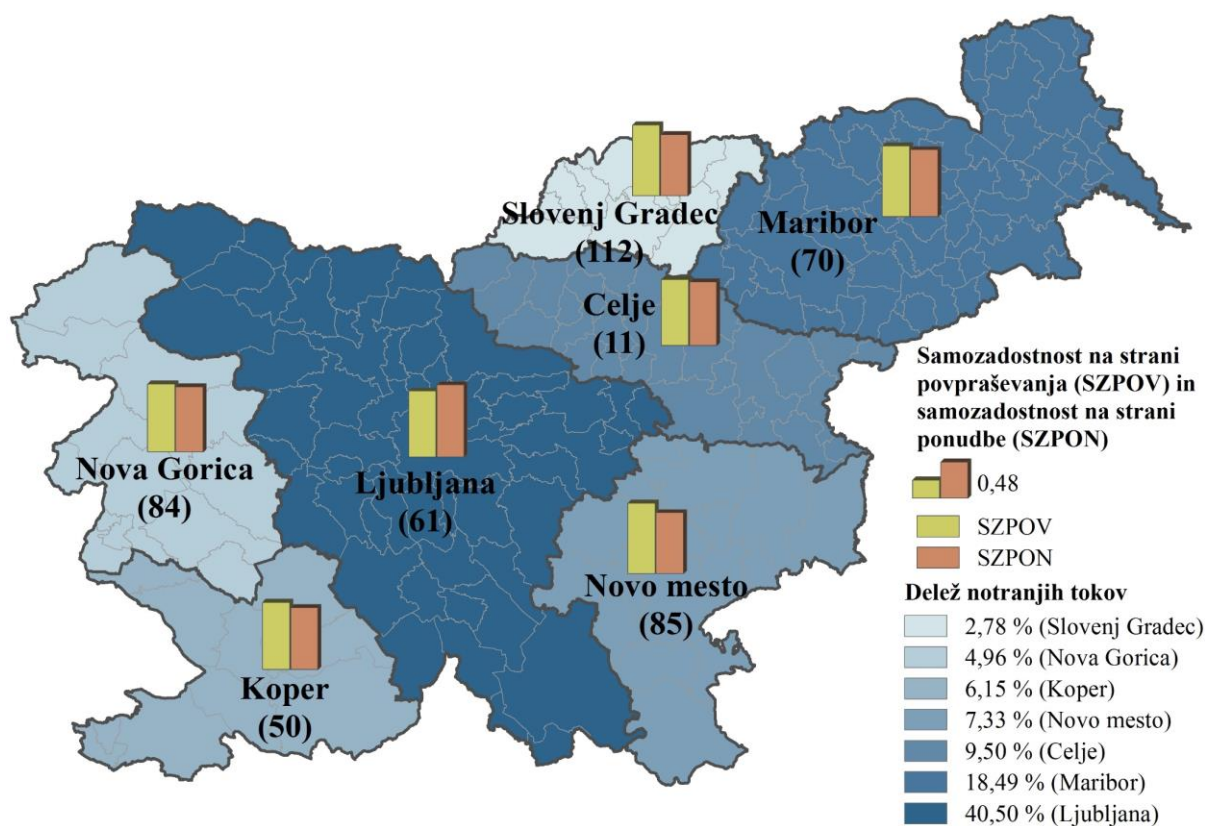 Slovenj Gradec
(112)
Maribor
(70)
Celje
(11)
Nova Gorica
(84)
Ljubljana
(61)
Novo mesto
(85)
Koper
(50)
Samozadostnost na strani
povpraševanja (SZPOV) in
samozadostnost na strani
ponudbe (SZPON)
0,48
SZPOV
SZPON
Delež notranjih tokov
2,78 % (Slovenj Gradec)
4,96 % (Nova Gorica)
6,15 % (Koper)
7,33 % (Novo mesto)
9,50 % (Celje)
18,49 % (Maribor)
40,50 % (Ljubljana)